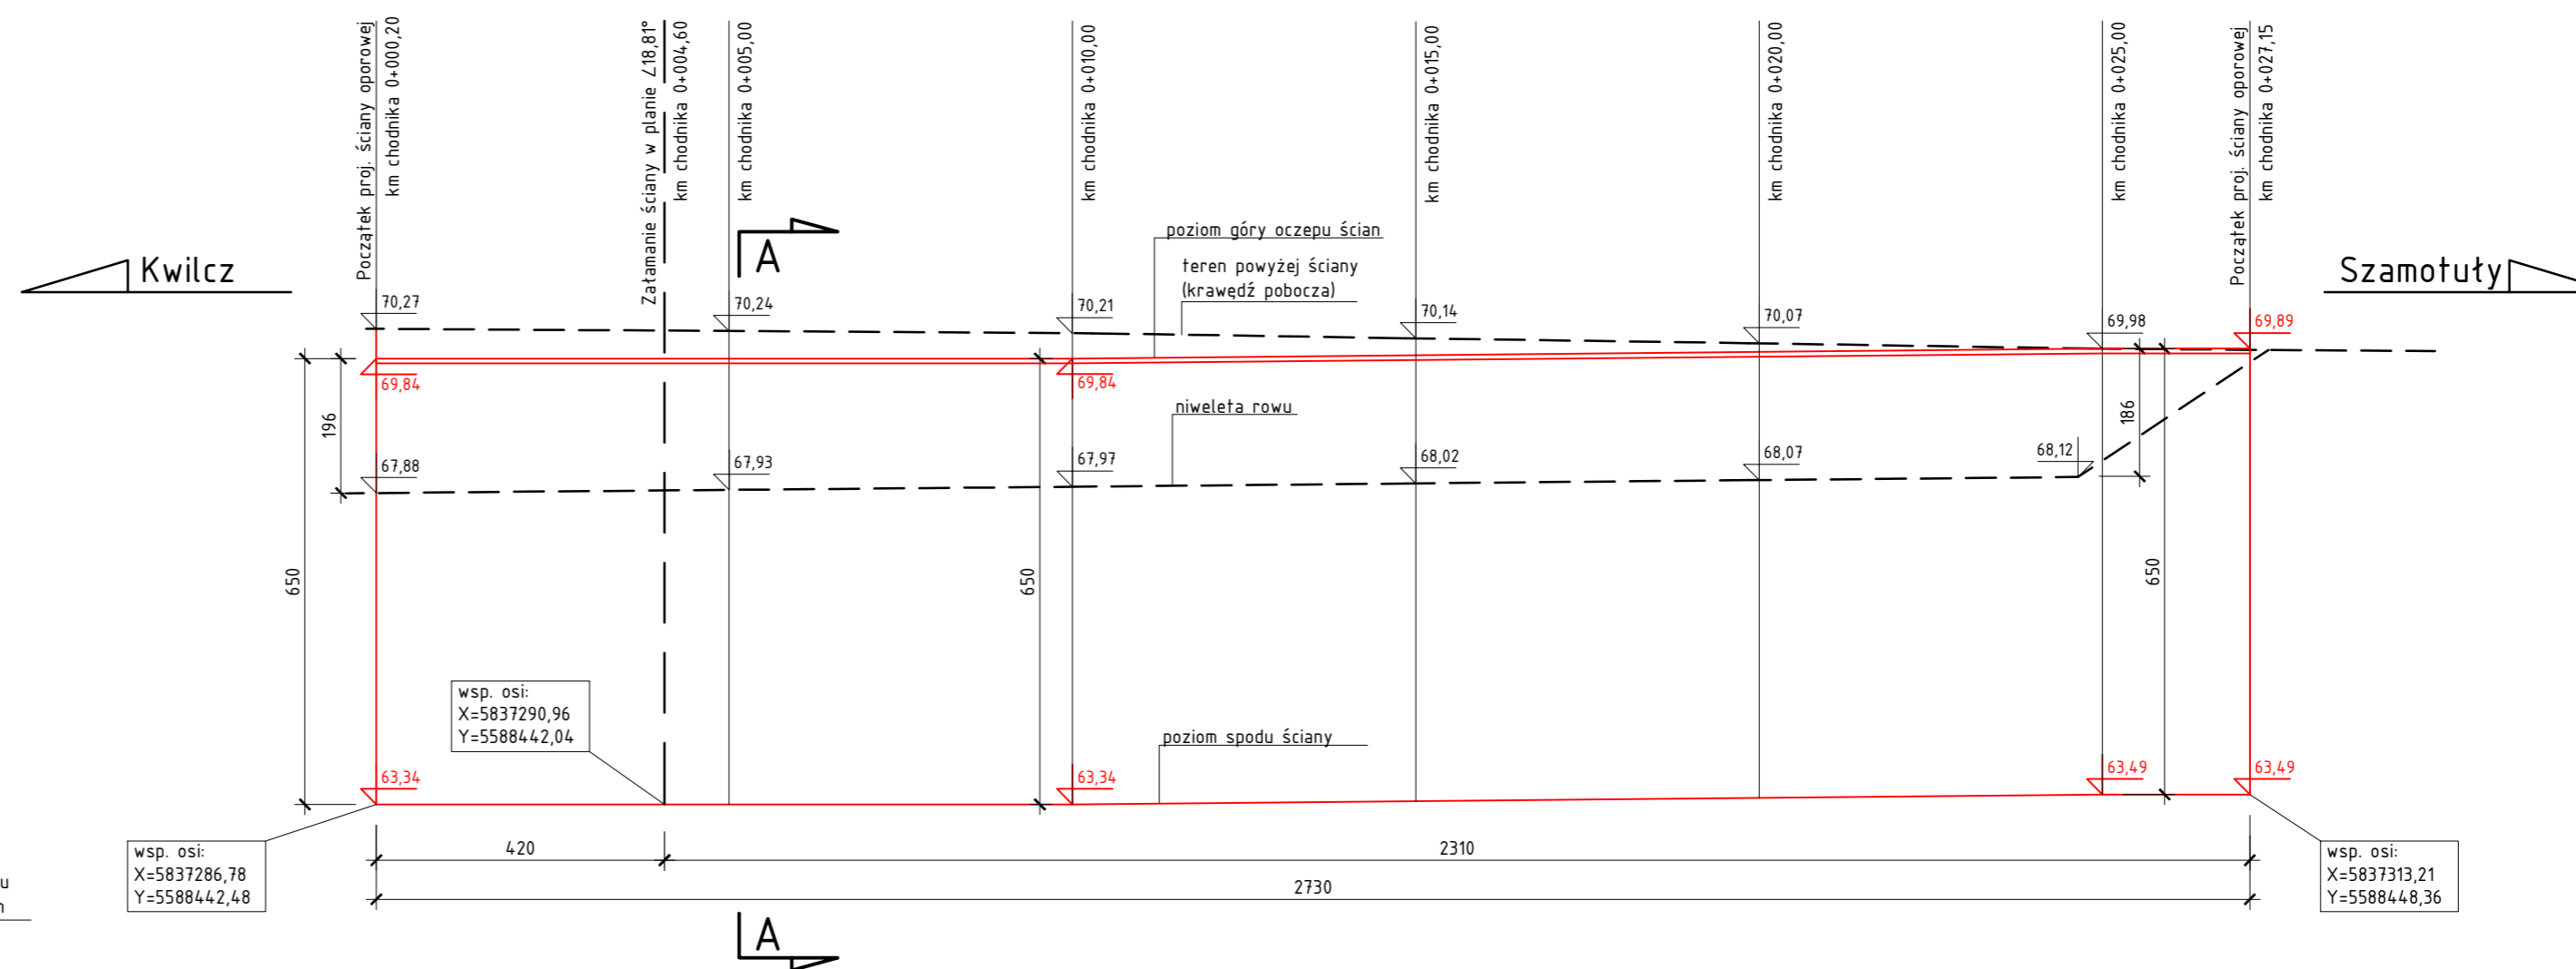 Początek proj. ściany oporowej
km chodnika 0+000,20
Załamanie ściany w planie ∠18,81°
km chodnika 0+004,60
km chodnika 0+005,00
km chodnika 0+010,00
km chodnika 0+015,00
km chodnika 0+020,00
km chodnika 0+025,00
Początek proj. ściany oporowej
km chodnika 0+027,15
A
Kwilcz
Szamotuły
poziom góry oczepu ścian
teren powyżej ściany
(krawędź pobocza)
70,27
70,24
70,21
70,14
70,07
69,98
69,89
69,84
69,84
196
186
niweleta rowu
67,88
67,93
67,97
68,02
68,07
68,12
650
650
650
wsp. osi:
X=5837290,96
Y=5588442,04
poziom spodu ściany
63,34
63,34
63,49
63,49
wsp. osi:
X=5837286,78
Y=5588442,48
420
2310
2730
wsp. osi:
X=5837313,21
Y=5588448,36
A